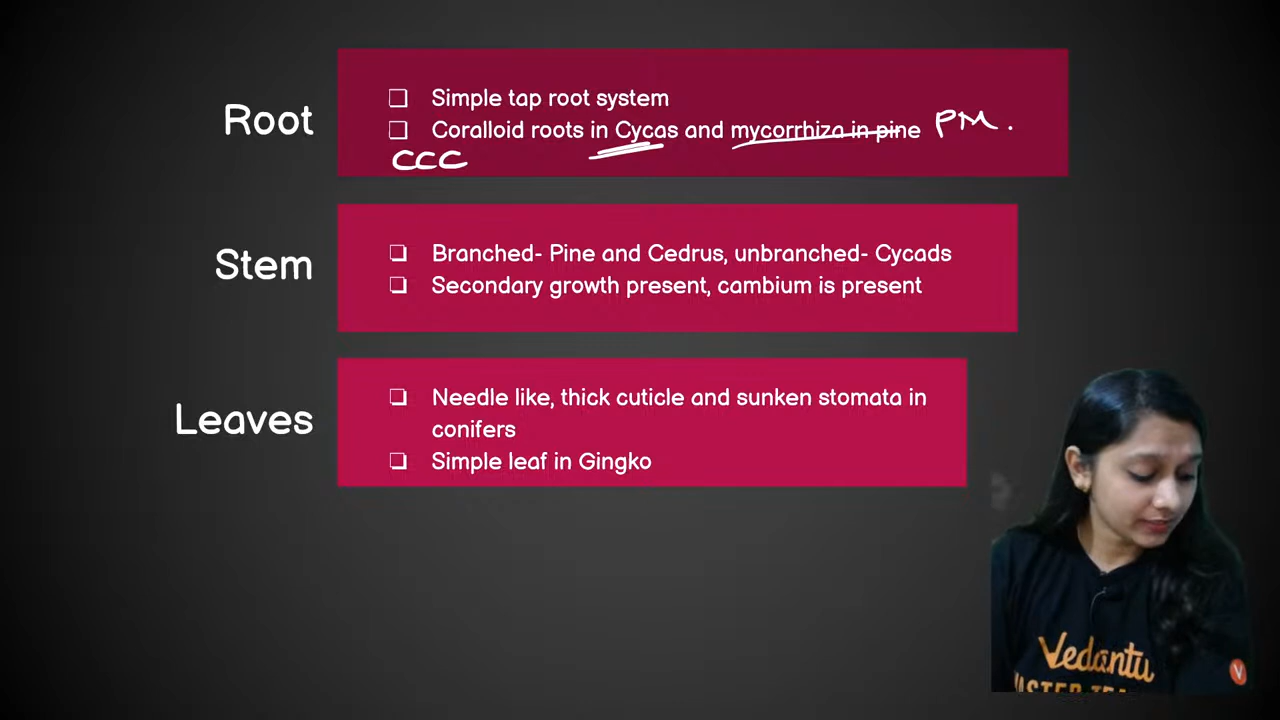 Root
❑ Simple tap root system
❑ Coralloid roots in Cycas and mycorrhiza in pine PM.
CCC
Stem
❑ Branched- Pine and Cedrus, unbranched- Cycads
❑ Secondary growth present, cambium is present
Leaves
❑ Needle like, thick cuticle and sunken stomata in
conifers
❑ Simple leaf in Gingko
Vedantu
V